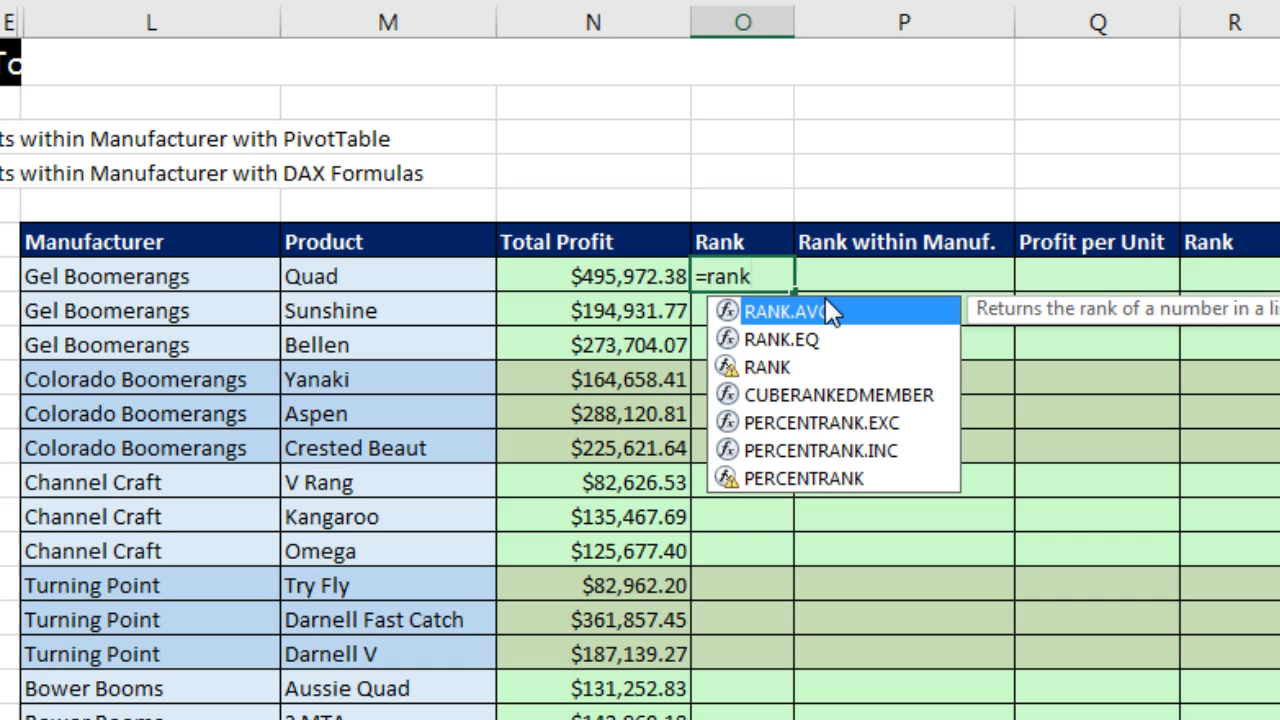 E L M N O P Q R
To
ts within Manufacturer with PivotTable
ts within Manufacturer with DAX Formulas
Manufacturer Product Total Profit Rank Rank within Manuf. Profit per Unit Rank
Gel Boomerangs Quad $495,972.38 =rank
Gel Boomerangs Sunshine $194,931.77 RANK.AVG Returns the rank of a number in a li
RANK.EQ
Gel Boomerangs Bellen $273,704.07
RANK
Colorado Boomerangs Yanaki $164,658.41
CUBERANKEDMEMBER
Colorado Boomerangs Aspen $288,120.81
PERCENTRANK.EXC
Colorado Boomerangs Crested Beaut $225,621.64
PERCENTRANK.INC
Channel Craft V Rang $82,626.53 PERCENTRANK
Channel Craft Kangaroo $135,467.69
Channel Craft Omega $125,677.40
Turning Point Try Fly $82,962.20
Turning Point Darnell Fast Catch $361,857.45
Turning Point Darnell V $187,139.27
Bower Booms Aussie Quad $131,252.83